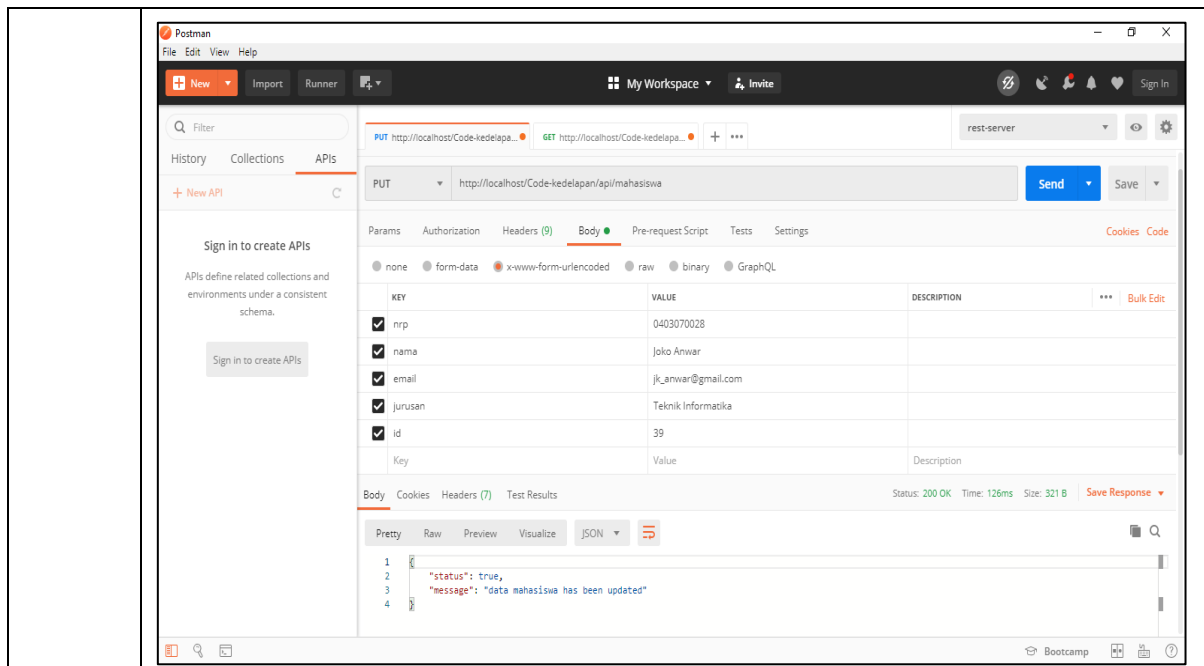 Postman
File Edit View Help
New Import Runner My Workspace Invite Sign In
Filter
History Collections APIs
+ New API
Sign in to create APIs
APIs define related collections and
environments under a consistent
schema.
Sign in to create APIs
PUT http://localhost/Code-kedelapa... GET http://localhost/Code-kedelapa... + ••• rest-server
PUT http://localhost/Code-kedelapan/api/mahasiswa Send Save
Params Authorization Headers (9) Body Pre-request Script Tests Settings Cookies Code
none form-data x-www-form-urlencoded raw binary GraphQL
KEY VALUE DESCRIPTION ••• Bulk Edit
nrp 0403070028
nama Joko Anwar
email jk_anwar@gmail.com
jurusan Teknik Informatika
id 39
Key Value Description
Body Cookies Headers (7) Test Results Status: 200 OK Time: 126ms Size: 321 B Save Response
Pretty Raw Preview Visualize JSON
1 {
2 "status": true,
3 "message": "data mahasiswa has been updated"
4 }
Bootcamp